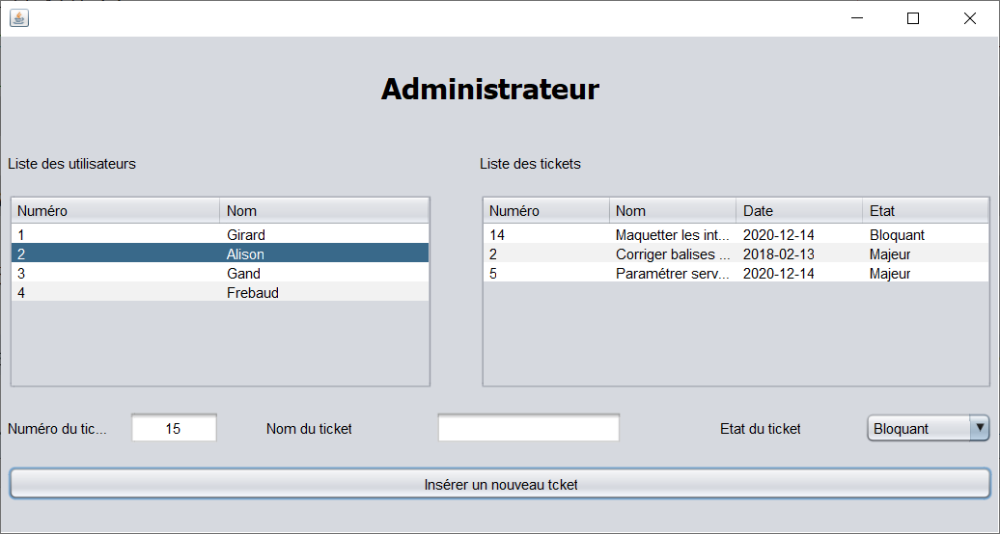 Administrateur
Liste des utilisateurs
Liste des tickets
Numéro Nom
1 Girard
2 Alison
3 Gand
4 Frebaud
Numéro Nom Date Etat
14 Maquetter les int... 2020-12-14 Bloquant
2 Corriger balises ... 2018-02-13 Majeur
5 Paramétrer serv... 2020-12-14 Majeur
Numéro du tic... 15 Nom du ticket Etat du ticket Bloquant
Insérer un nouveau tcket